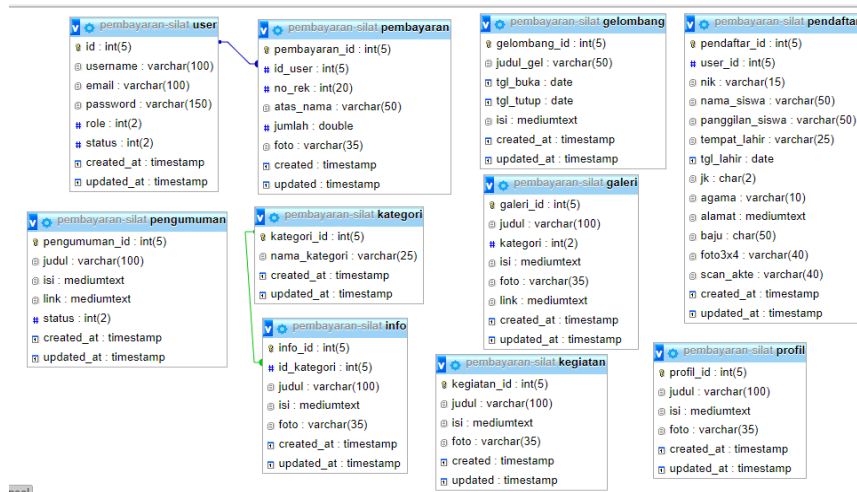 pembayaran-silat user
id : int(5)
username : varchar(100)
email : varchar(100)
password : varchar(150)
role : int(2)
status : int(2)
created_at : timestamp
updated_at : timestamp
pembayaran-silat pembayaran
pembayaran_id : int(5)
id_user : int(5)
no_rek : int(20)
atas_nama : varchar(50)
jumlah : double
foto : varchar(35)
created : timestamp
updated : timestamp
pembayaran-silat gelombang
gelombang_id : int(5)
judul_gel : varchar(50)
tgl_buka : date
tgl_tutup : date
isi : mediumtext
created_at : timestamp
updated_at : timestamp
pembayaran-silat pendaftar
pendaftar_id : int(5)
user_id : int(5)
nik : varchar(15)
nama_siswa : varchar(50)
panggilan_siswa : varchar(50)
tempat_lahir : varchar(25)
tgl_lahir : date
jk : char(2)
agama : varchar(10)
alamat : mediumtext
baju : char(50)
foto3x4 : varchar(40)
scan_akte : varchar(40)
created_at : timestamp
updated_at : timestamp
pembayaran-silat pengumuman
pengumuman_id : int(5)
judul : varchar(100)
isi : mediumtext
link : mediumtext
status : int(2)
created_at : timestamp
updated_at : timestamp
pembayaran-silat kategori
kategori_id : int(5)
nama_kategori : varchar(25)
created_at : timestamp
updated_at : timestamp
pembayaran-silat galeri
galeri_id : int(5)
judul : varchar(100)
kategori : int(2)
isi : mediumtext
foto : varchar(35)
link : mediumtext
created_at : timestamp
updated_at : timestamp
pembayaran-silat info
info_id : int(5)
id_kategori : int(5)
judul : varchar(100)
isi : mediumtext
foto : varchar(35)
created_at : timestamp
updated_at : timestamp
pembayaran-silat kegiatan
kegiatan_id : int(5)
judul : varchar(100)
isi : mediumtext
foto : varchar(35)
created : timestamp
updated : timestamp
pembayaran-silat profil
profil_id : int(5)
judul : varchar(100)
isi : mediumtext
foto : varchar(35)
created_at : timestamp
updated_at : timestamp